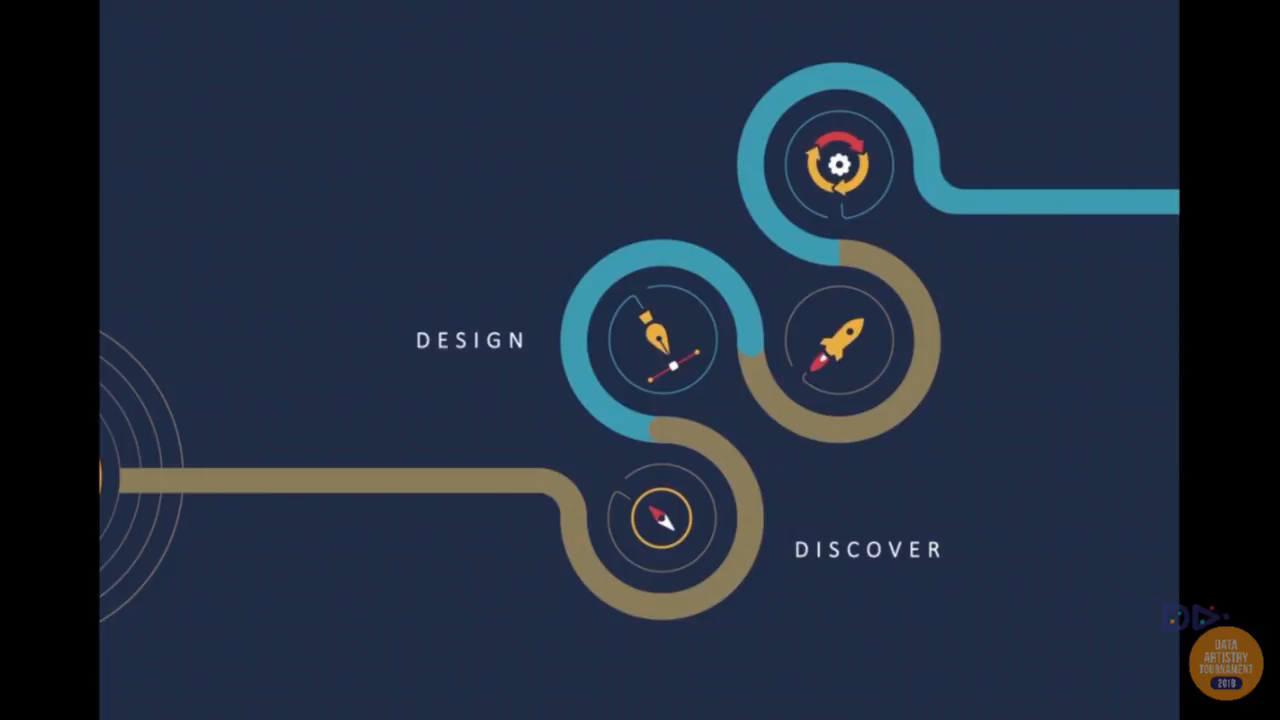 DESIGN
DISCOVER
DATA
ARTISTRY
TOURNAMENT
2018